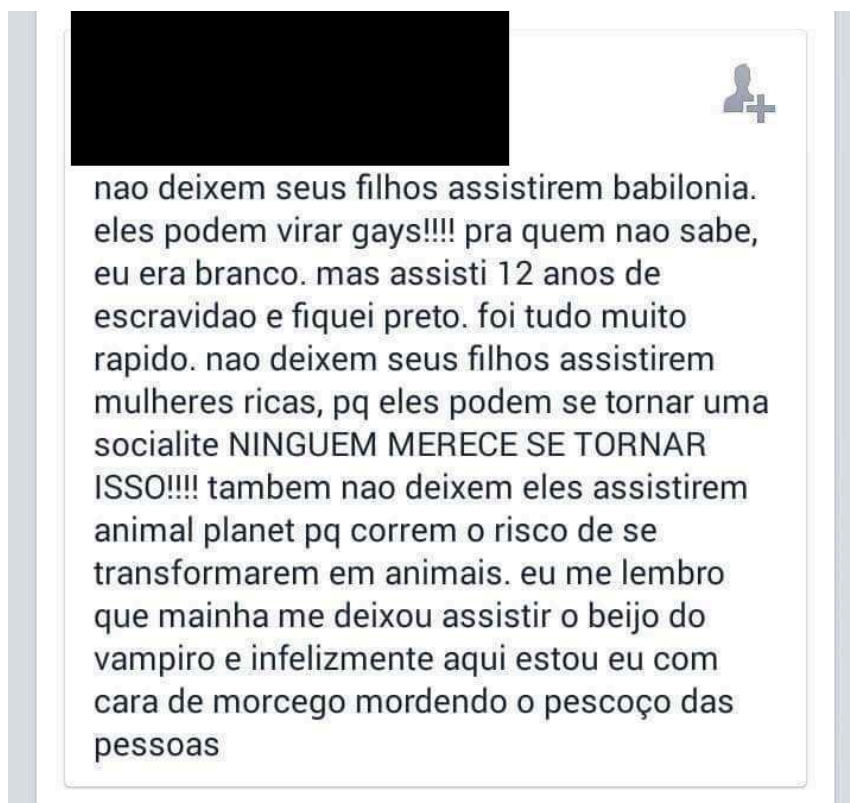 nao deixem seus filhos assistirem babilonia.
eles podem virar gays!!!! pra quem nao sabe,
eu era branco. mas assisti 12 anos de
escravidao e fiquei preto. foi tudo muito
rapido. nao deixem seus filhos assistirem
mulheres ricas, pq eles podem se tornar uma
socialite NINGUEM MERECE SE TORNAR
ISSO!!!! tambem nao deixem eles assistirem
animal planet pq correm o risco de se
transformarem em animais. eu me lembro
que mainha me deixou assistir o beijo do
vampiro e infelizmente aqui estou eu com
cara de morcego mordendo o pescoço das
pessoas